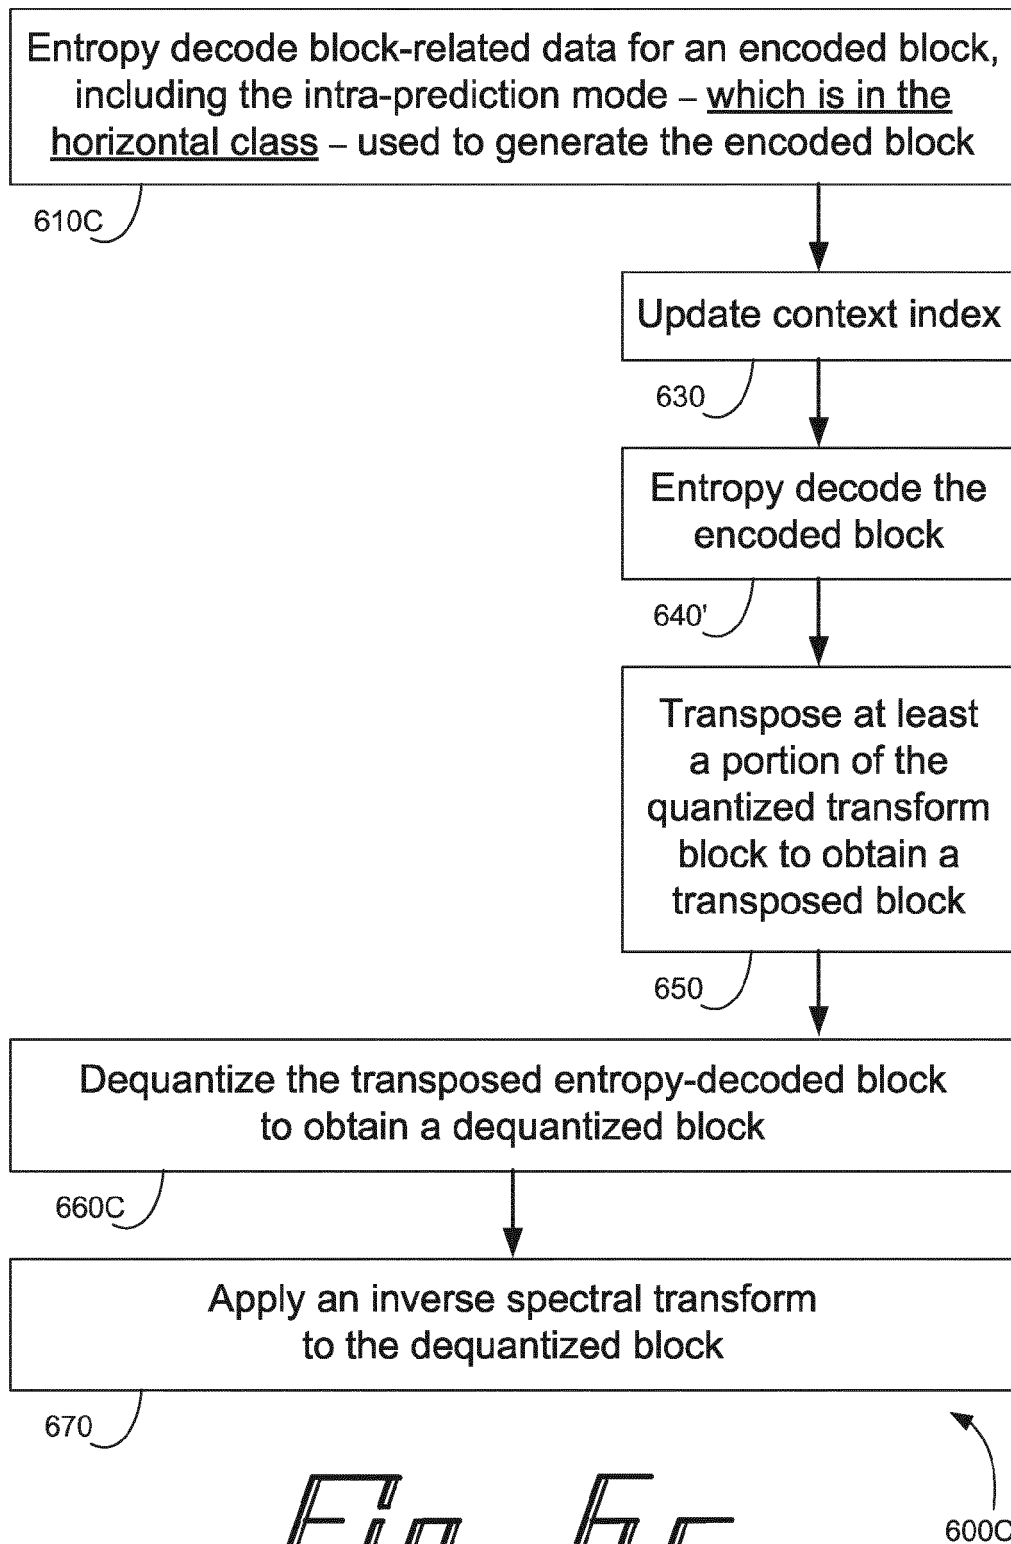 Entropy decode block-related data for an encoded block,
including the intra-prediction mode – which is in the
horizontal class – used to generate the encoded block
610C
Update context index
630
Entropy decode the
encoded block
640'
Transpose at least
a portion of the
quantized transform
block to obtain a
transposed block
650
Dequantize the transposed entropy-decoded block
to obtain a dequantized block
660C
Apply an inverse spectral transform
to the dequantized block
670
600C